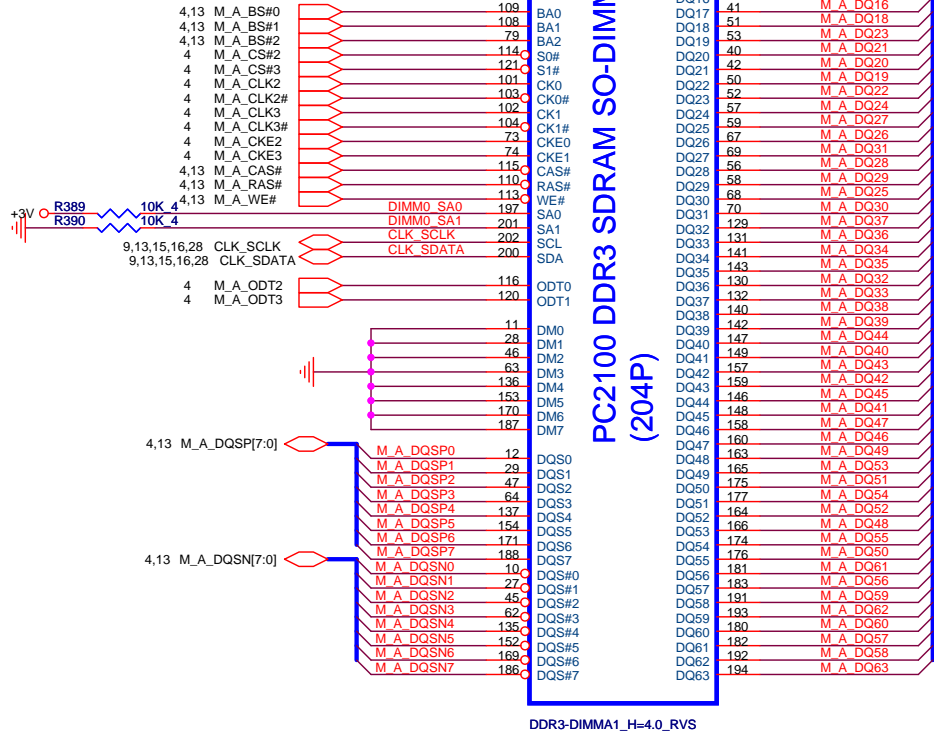 4,13 M_A_BS#0 109 BA0
4,13 M_A_BS#1 108 BA1
4,13 M_A_BS#2 79 BA2
4 M_A_CS#2 114 S0#
4 M_A_CS#3 121 S1#
4 M_A_CLK2 101 CK0
4 M_A_CLK2# 103 CK0#
4 M_A_CLK3 102 CK1
4 M_A_CLK3# 104 CK1#
4 M_A_CKE2 73 CKE0
4 M_A_CKE3 74 CKE1
4,13 M_A_CAS# 115 CAS#
4,13 M_A_RAS# 110 RAS#
4,13 M_A_WE# 113 WE#
+3V R389 10K_4 DIMM0_SA0 197 SA0
R390 10K_4 DIMM0_SA1 201 SA1
9,13,15,16,28 CLK_SCLK CLK_SCLK 202 SCL
9,13,15,16,28 CLK_SDATA CLK_SDATA 200 SDA
4 M_A_ODT2 116 ODT0
4 M_A_ODT3 120 ODT1
11 DM0
28 DM1
46 DM2
63 DM3
136 DM4
153 DM5
170 DM6
187 DM7
4,13 M_A_DQSP[7:0]
M_A_DQSP0 12 DQS0
M_A_DQSP1 29 DQS1
M_A_DQSP2 47 DQS2
M_A_DQSP3 64 DQS3
M_A_DQSP4 137 DQS4
M_A_DQSP5 154 DQS5
M_A_DQSP6 171 DQS6
M_A_DQSP7 188 DQS7
4,13 M_A_DQSN[7:0]
M_A_DQSN0 10 DQS#0
M_A_DQSN1 27 DQS#1
M_A_DQSN2 45 DQS#2
M_A_DQSN3 62 DQS#3
M_A_DQSN4 135 DQS#4
M_A_DQSN5 152 DQS#5
M_A_DQSN6 169 DQS#6
M_A_DQSN7 186 DQS#7
PC2100 DDR3 SDRAM SO-DIMM
(204P)
DQ17 41 M_A_DQ16
DQ18 51 M_A_DQ18
DQ19 53 M_A_DQ23
DQ20 40 M_A_DQ21
DQ21 42 M_A_DQ20
DQ22 50 M_A_DQ19
DQ23 52 M_A_DQ22
DQ24 57 M_A_DQ24
DQ25 59 M_A_DQ27
DQ26 67 M_A_DQ26
DQ27 69 M_A_DQ31
DQ28 56 M_A_DQ28
DQ29 58 M_A_DQ29
DQ30 68 M_A_DQ25
DQ31 70 M_A_DQ30
DQ32 129 M_A_DQ37
DQ33 131 M_A_DQ36
DQ34 141 M_A_DQ34
DQ35 143 M_A_DQ35
DQ36 130 M_A_DQ32
DQ37 132 M_A_DQ33
DQ38 140 M_A_DQ38
DQ39 142 M_A_DQ39
DQ40 147 M_A_DQ44
DQ41 149 M_A_DQ40
DQ42 157 M_A_DQ43
DQ43 159 M_A_DQ42
DQ44 146 M_A_DQ45
DQ45 148 M_A_DQ41
DQ46 158 M_A_DQ47
DQ47 160 M_A_DQ46
DQ48 163 M_A_DQ49
DQ49 165 M_A_DQ53
DQ50 175 M_A_DQ51
DQ51 177 M_A_DQ54
DQ52 164 M_A_DQ52
DQ53 166 M_A_DQ48
DQ54 174 M_A_DQ55
DQ55 176 M_A_DQ50
DQ56 181 M_A_DQ61
DQ57 183 M_A_DQ56
DQ58 191 M_A_DQ59
DQ59 193 M_A_DQ62
DQ60 180 M_A_DQ60
DQ61 182 M_A_DQ57
DQ62 192 M_A_DQ58
DQ63 194 M_A_DQ63
DDR3-DIMMA1_H=4.0_RVS